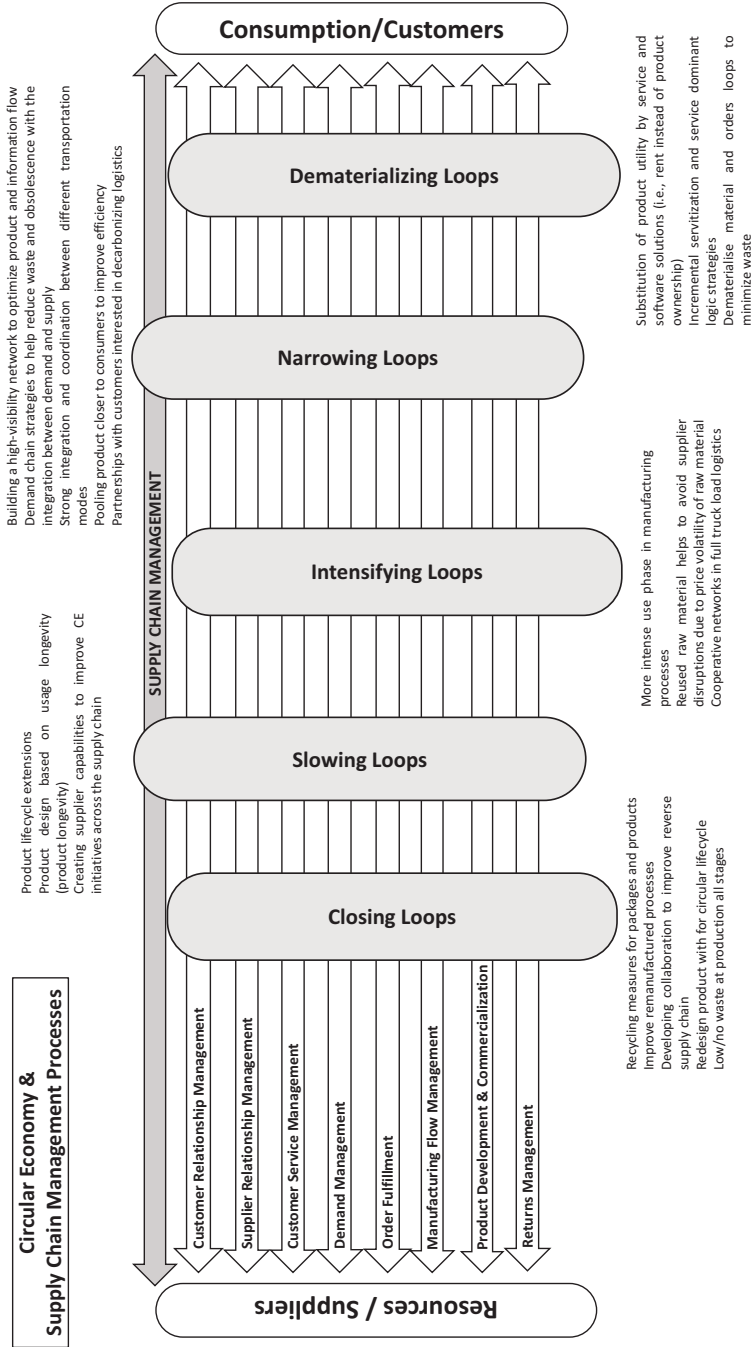 Circular Economy &
Supply Chain Management Processes
Product lifecycle extensions
Product design based on usage longevity
(product longevity)
Creating supplier capabilities to improve CE
initiatives across the supply chain
Building a high-visibility network to optimize product and information flow
Demand chain strategies to help reduce waste and obsolescence with the
integration between demand and supply
Strong integration and coordination between different transportation
modes
Pooling product closer to consumers to improve efficiency
Partnerships with customers interested in decarbonizing logistics
SUPPLY CHAIN MANAGEMENT
Resources / Suppliers
Customer Relationship Management
Supplier Relationship Management
Customer Service Management
Demand Management
Order Fulfillment
Manufacturing Flow Management
Product Development & Commercialization
Returns Management
Closing Loops
Slowing Loops
Intensifying Loops
Narrowing Loops
Dematerializing Loops
Consumption/Customers
Recycling measures for packages and products
Improve remanufactured processes
Developing collaboration to improve reverse
supply chain
Redesign product with for circular lifecycle
Low/no waste at production all stages
More intense use phase in manufacturing
processes
Reused raw material helps to avoid supplier
disruptions due to price volatility of raw material
Cooperative networks in full truck load logistics
Substitution of product utility by service and
software solutions (i.e., rent instead of product
ownership)
Incremental servitization and service dominant
logic strategies
Dematerialise material and orders loops to
minimize waste